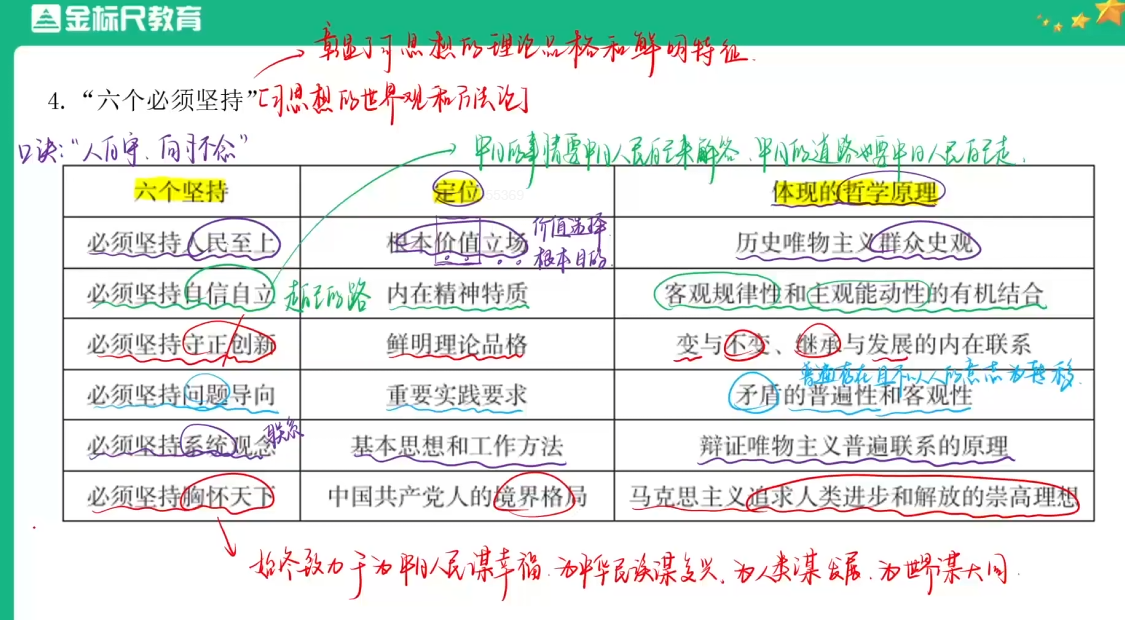 金标尺教育
彰显了习思想的理论品格和鲜明特征.
4. “六个必须坚持” [习思想的世界观和方法论]
口诀:“人自守、问系怀念”
中国的事情要中国人民自己来解答、中国的道路要中国人民自己走.
六个坚持 定位 体现的哲学原理
必须坚持人民至上 根本价值立场 价值选择 根本目的. 历史唯物主义群众史观
必须坚持自信自立 走自己的路 内在精神特质 客观规律性和主观能动性的有机结合
必须坚持守正创新 鲜明理论品格 变与不变、继承与发展的内在联系
普遍存在且不以人的意志为转移.
必须坚持问题导向 重要实践要求 矛盾的普遍性和客观性
必须坚持系统观念 联系 基本思想和工作方法 辩证唯物主义普遍联系的原理
必须坚持胸怀天下 中国共产党人的境界格局 马克思主义追求人类进步和解放的崇高理想
始终致力于为中国人民谋幸福、为中华民族谋复兴,为人类谋发展、为世界谋大同.